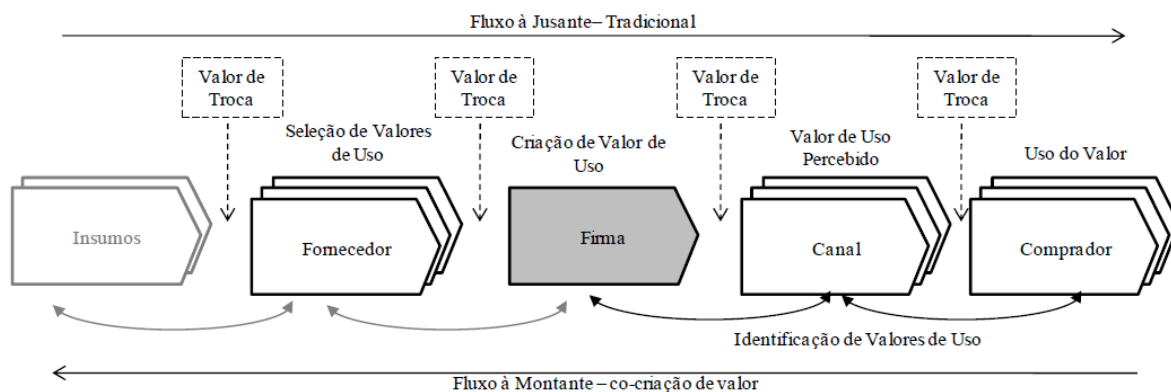 Fluxo à Jusante– Tradicional
Valor de
Troca
Valor de
Troca
Valor de
Troca
Valor de
Troca
Seleção de Valores
de Uso
Criação de Valor de
Uso
Valor de Uso
Percebido
Uso do Valor
Insumos
Fornecedor
Firma
Canal
Comprador
Identificação de Valores de Uso
Fluxo à Montante – co-criação de valor